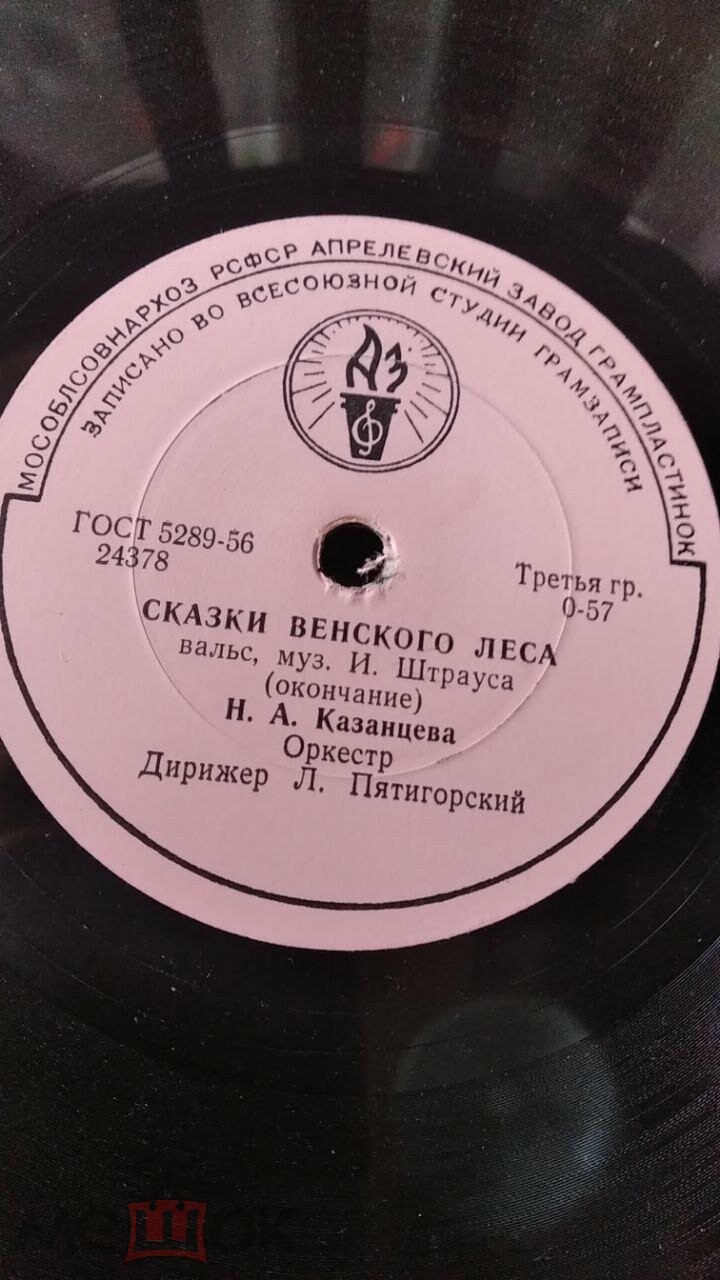 МОСОБЛСОВНАРХОЗ РСФСР АПРЕЛЕВСКИЙ ЗАВОД ГРАМПЛАСТИНОК
ЗАПИСАНО ВО ВСЕСОЮЗНОЙ СТУДИИ ГРАМЗАПИСИ
АЗ
ГОСТ 5289-56
24378
Третья гр.
0-57
СКАЗКИ ВЕНСКОГО ЛЕСА
вальс, муз. И. Штрауса
(окончание)
Н. А. Казанцева
Оркестр
Дирижер Л. Пятигорский
мешок